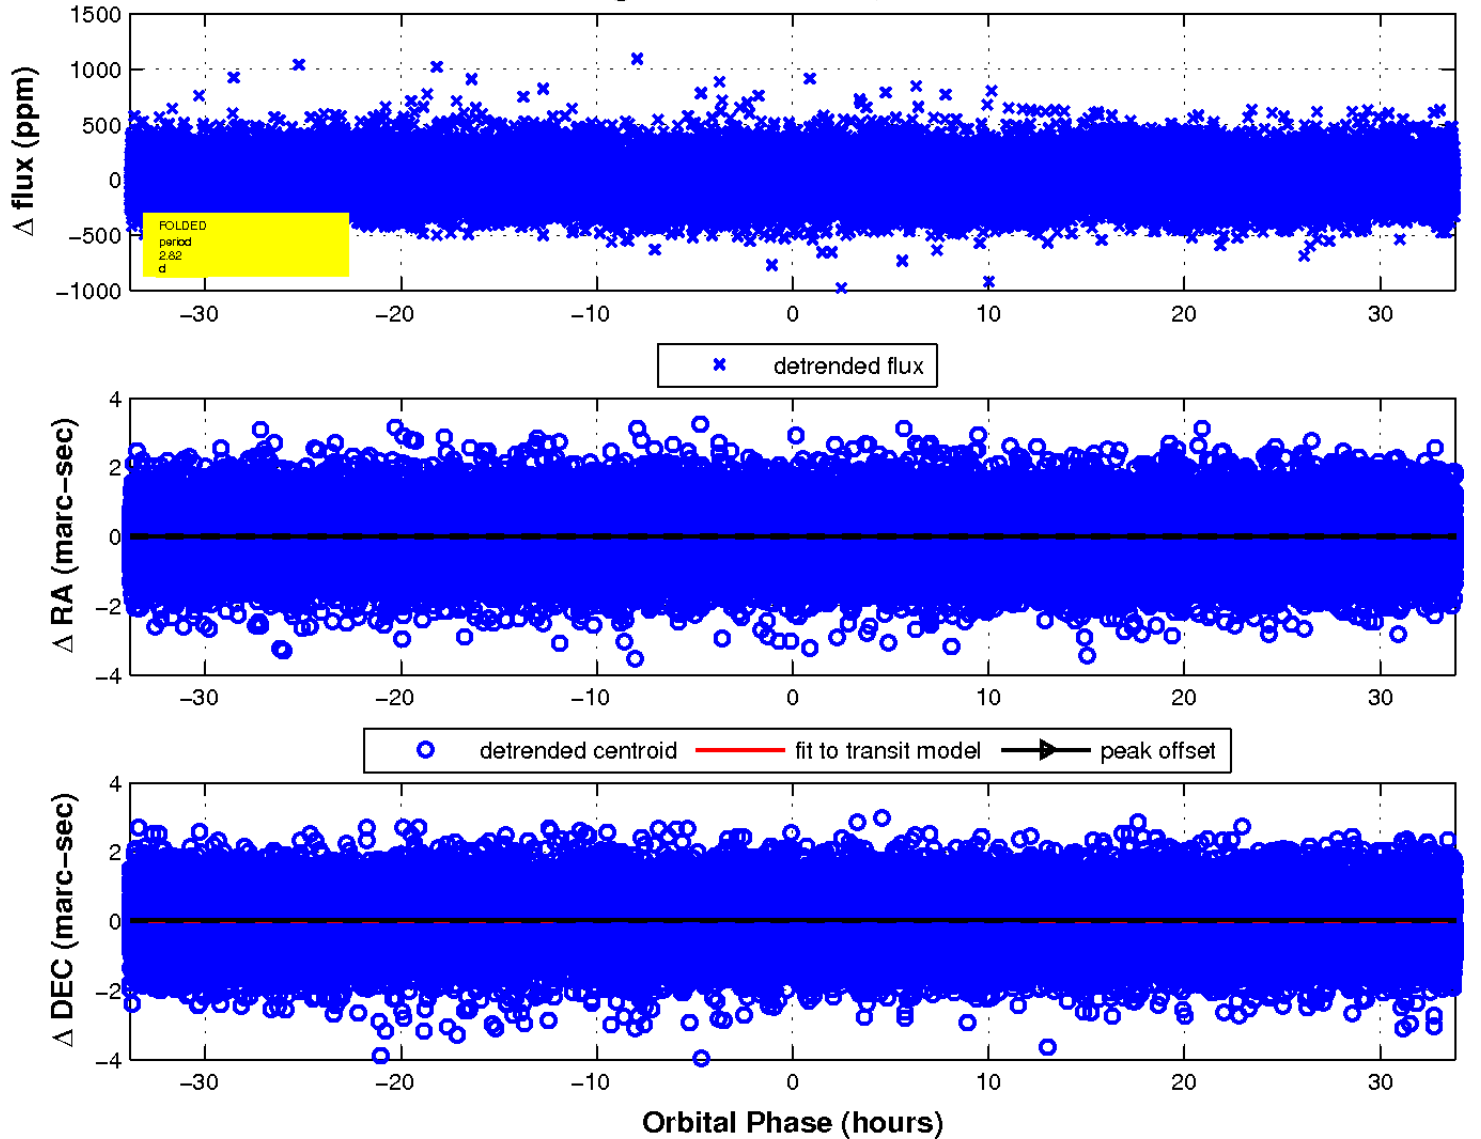 1500
1000
500
0
−500
−1000
Δ flux (ppm)
FOLDED
period
2.82
d
−30 −20 −10 0 10 20 30
detrended flux
4
2
0
−2
−4
Δ RA (marc−sec)
−30 −20 −10 0 10 20 30
detrended centroid fit to transit model peak offset
4
2
0
−2
−4
Δ DEC (marc−sec)
−30 −20 −10 0 10 20 30
Orbital Phase (hours)